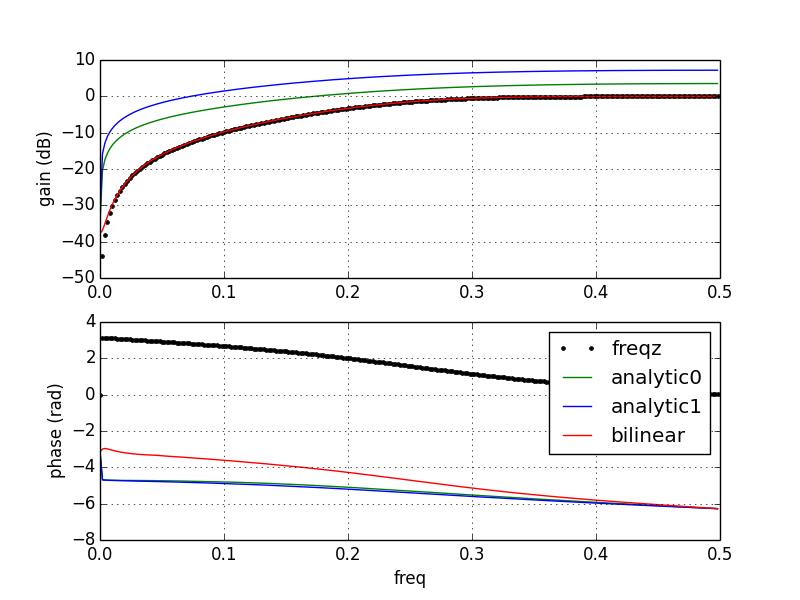 10
0
−10
−20
−30
−40
−50
gain (dB)
0.0 0.1 0.2 0.3 0.4 0.5
4
2
0
−2
−4
−6
−8
phase (rad)
freqz
analytic0
analytic1
bilinear
0.0 0.1 0.2 0.3 0.4 0.5
freq